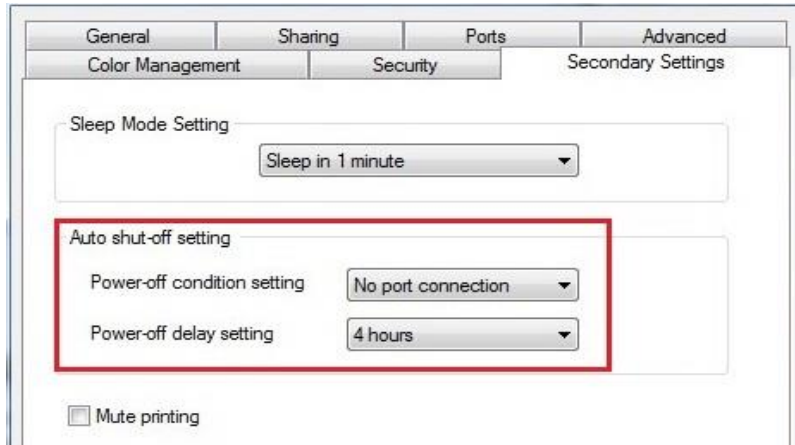 General Sharing Ports Advanced
Color Management Security Secondary Settings
Sleep Mode Setting
Sleep in 1 minute
Auto shut-off setting
Power-off condition setting No port connection
Power-off delay setting 4 hours
Mute printing